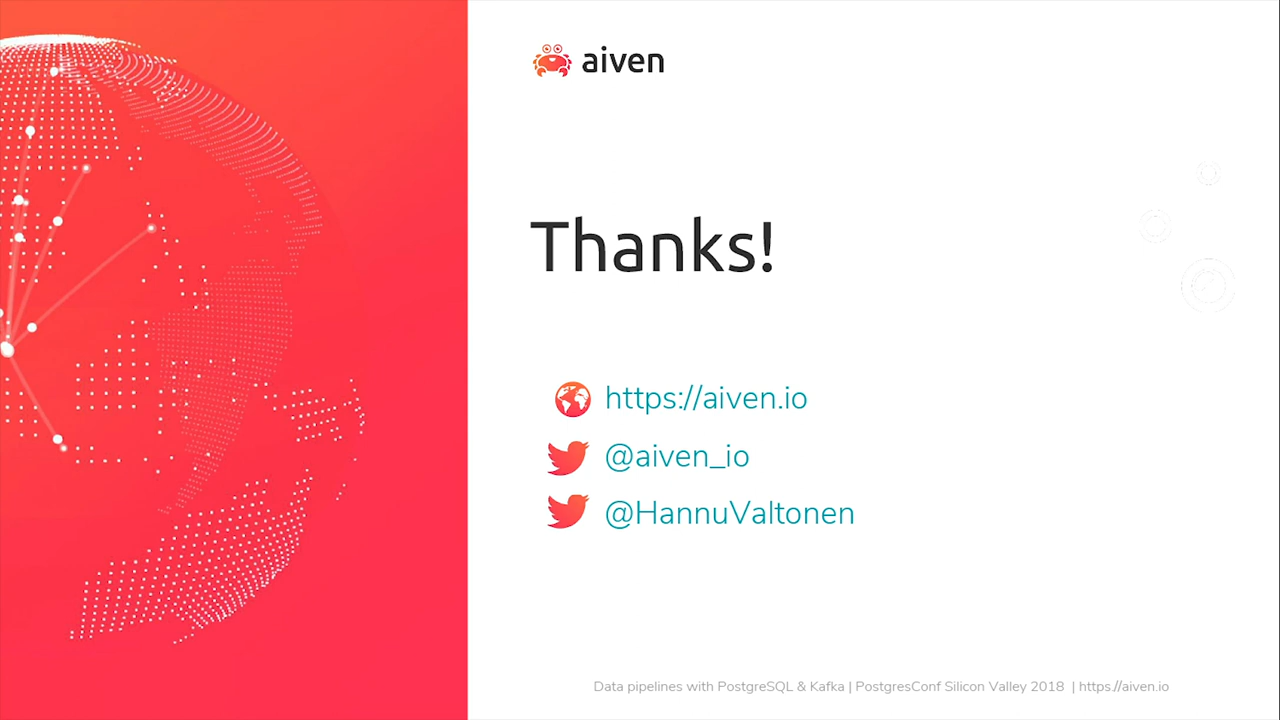 aiven
Thanks!
https://aiven.io
@aiven_io
@HannuValtonen
Data pipelines with PostgreSQL & Kafka | PostgresConf Silicon Valley 2018 | https://aiven.io